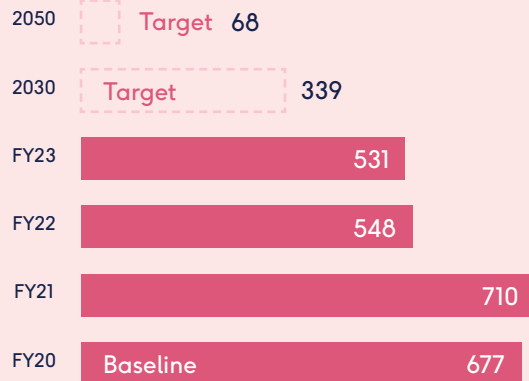 2050 Target 68
2030 Target 339
FY23 531
FY22 548
FY21 710
FY20 Baseline 677